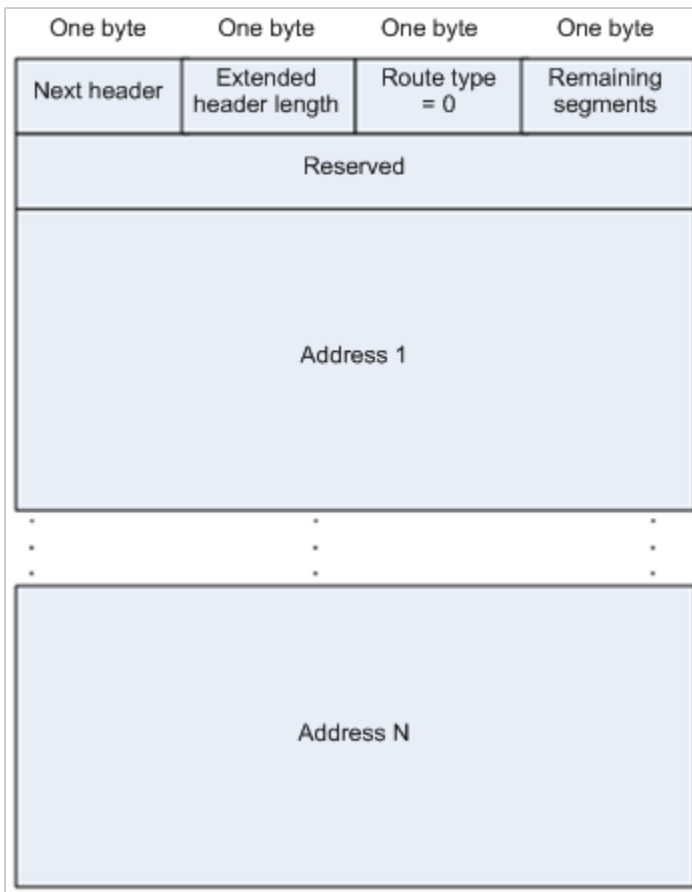 One byte One byte One byte One byte
Next header Extended header length Route type = 0 Remaining segments
Reserved
Address 1
Address N